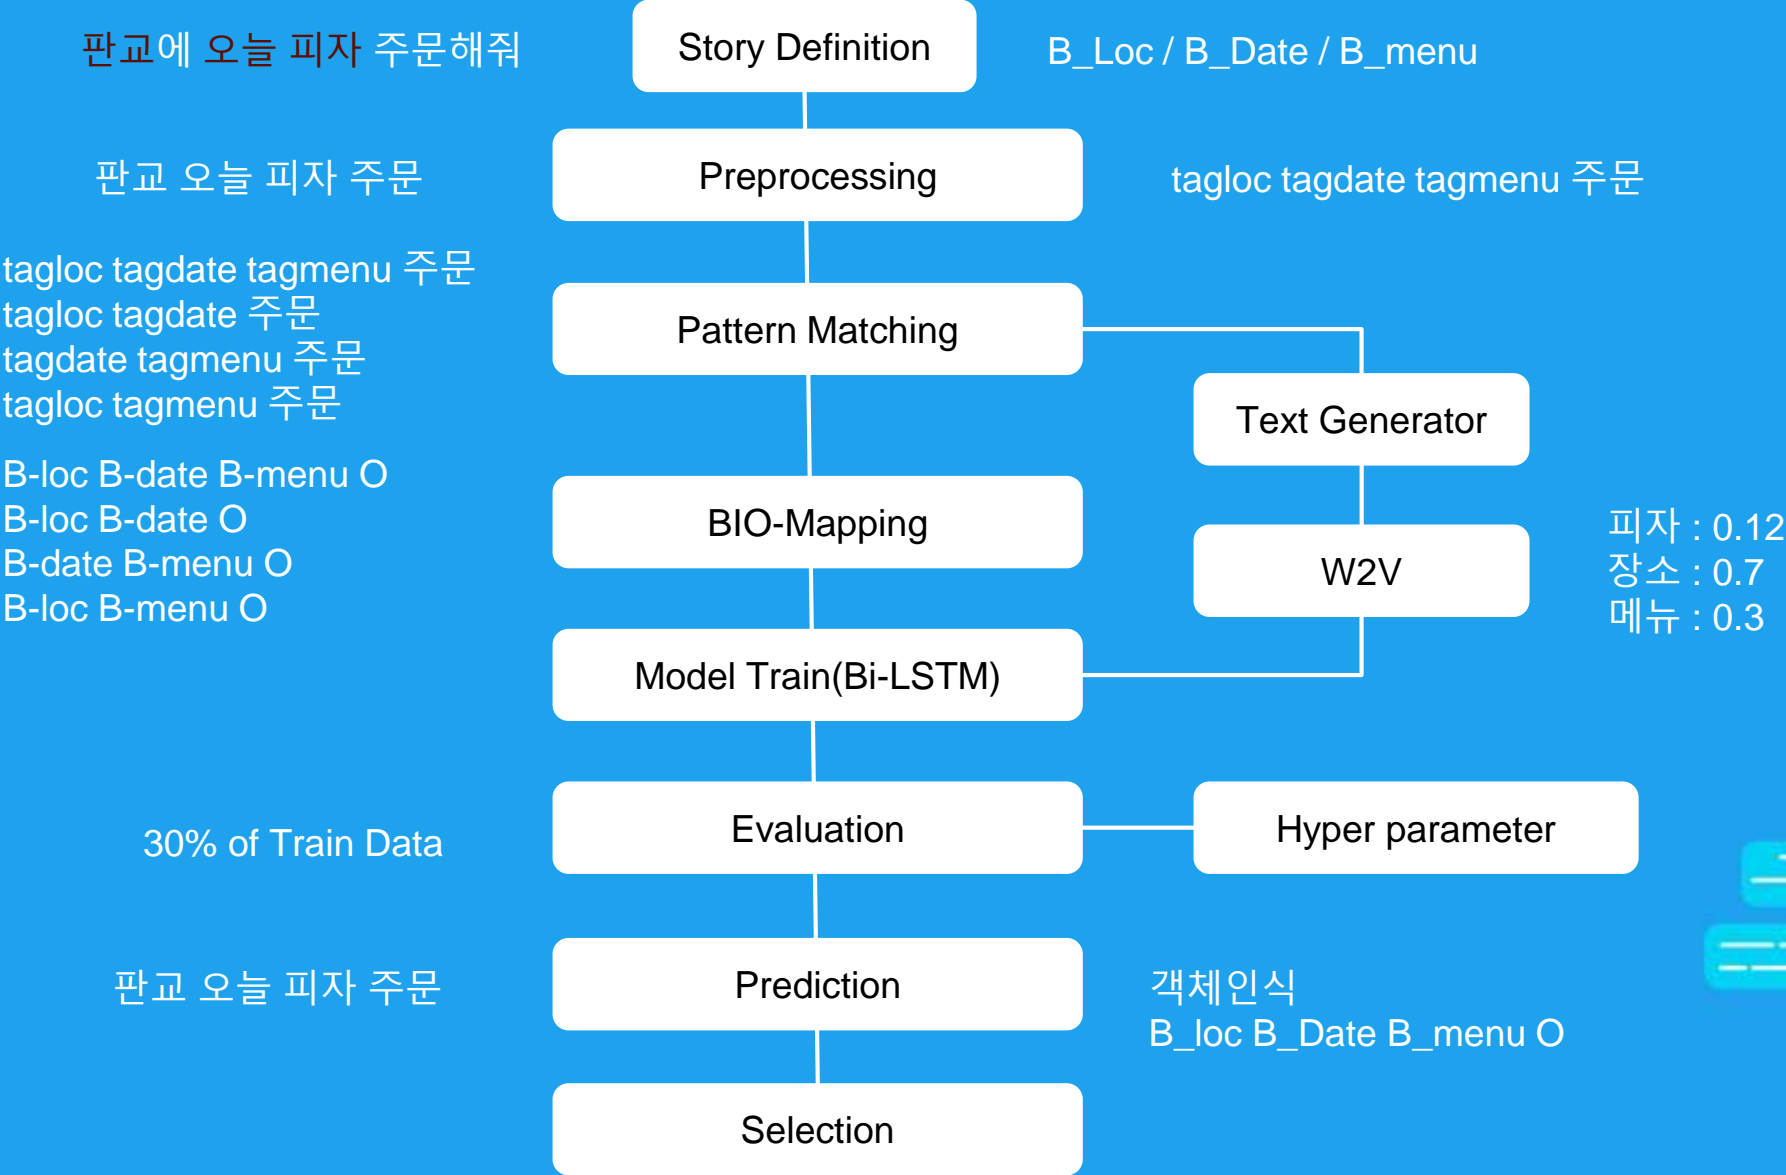 판교에 오늘 피자 주문해줘
Story Definition
B_Loc / B_Date / B_menu
판교 오늘 피자 주문
Preprocessing
tagloc tagdate tagmenu 주문
tagloc tagdate tagmenu 주문
tagloc tagdate 주문
tagdate tagmenu 주문
tagloc tagmenu 주문
Pattern Matching
Text Generator
B-loc B-date B-menu O
B-loc B-date O
B-date B-menu O
B-loc B-menu O
BIO-Mapping
W2V
피자 : 0.12
장소 : 0.7
메뉴 : 0.3
Model Train(Bi-LSTM)
30% of Train Data
Evaluation
Hyper parameter
판교 오늘 피자 주문
Prediction
객체인식
B_loc B_Date B_menu O
Selection